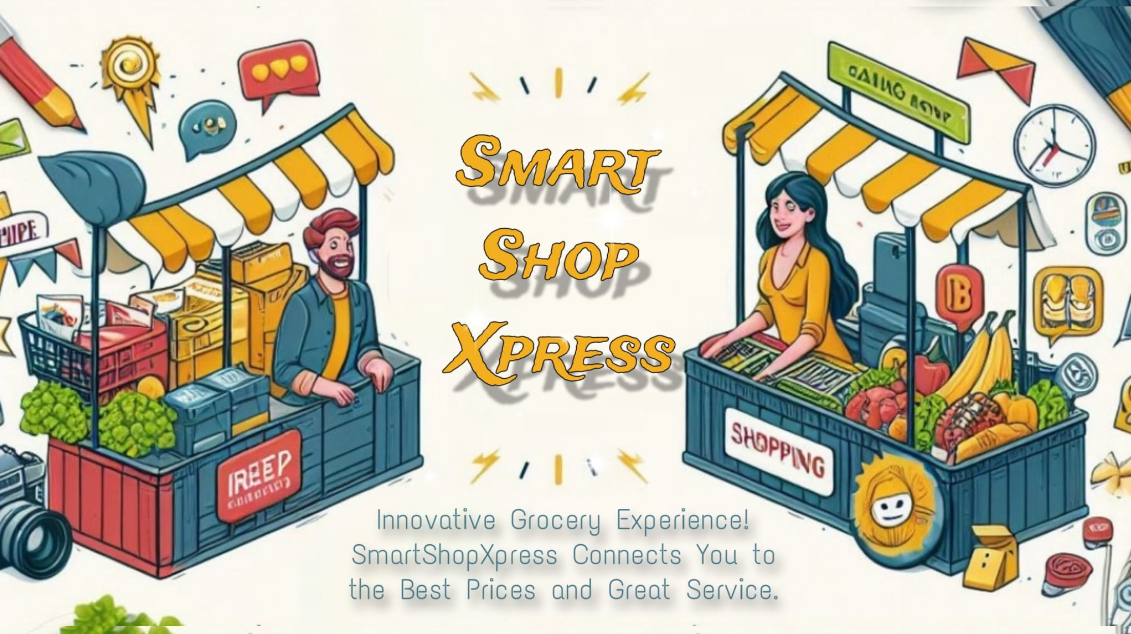 SMART
SHOP
XPRESS
SHOPPING
B
Innovative Grocery Experience!
SmartShopXpress Connects You to
the Best Prices and Great Service.